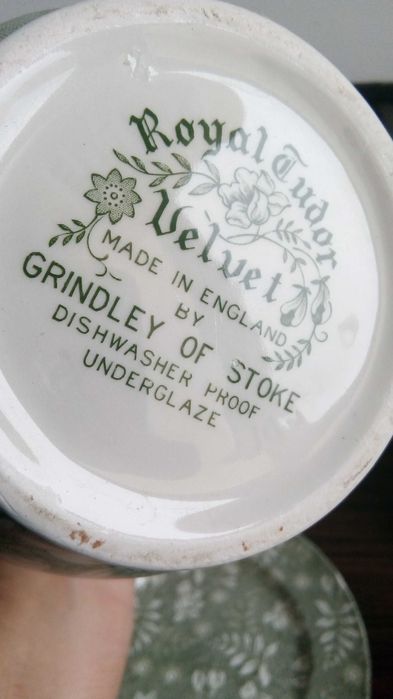 Royal Tudor
Velvet
MADE IN ENGLAND
BY
GRINDLEY OF STOKE
DISHWASHER PROOF
UNDERGLAZE